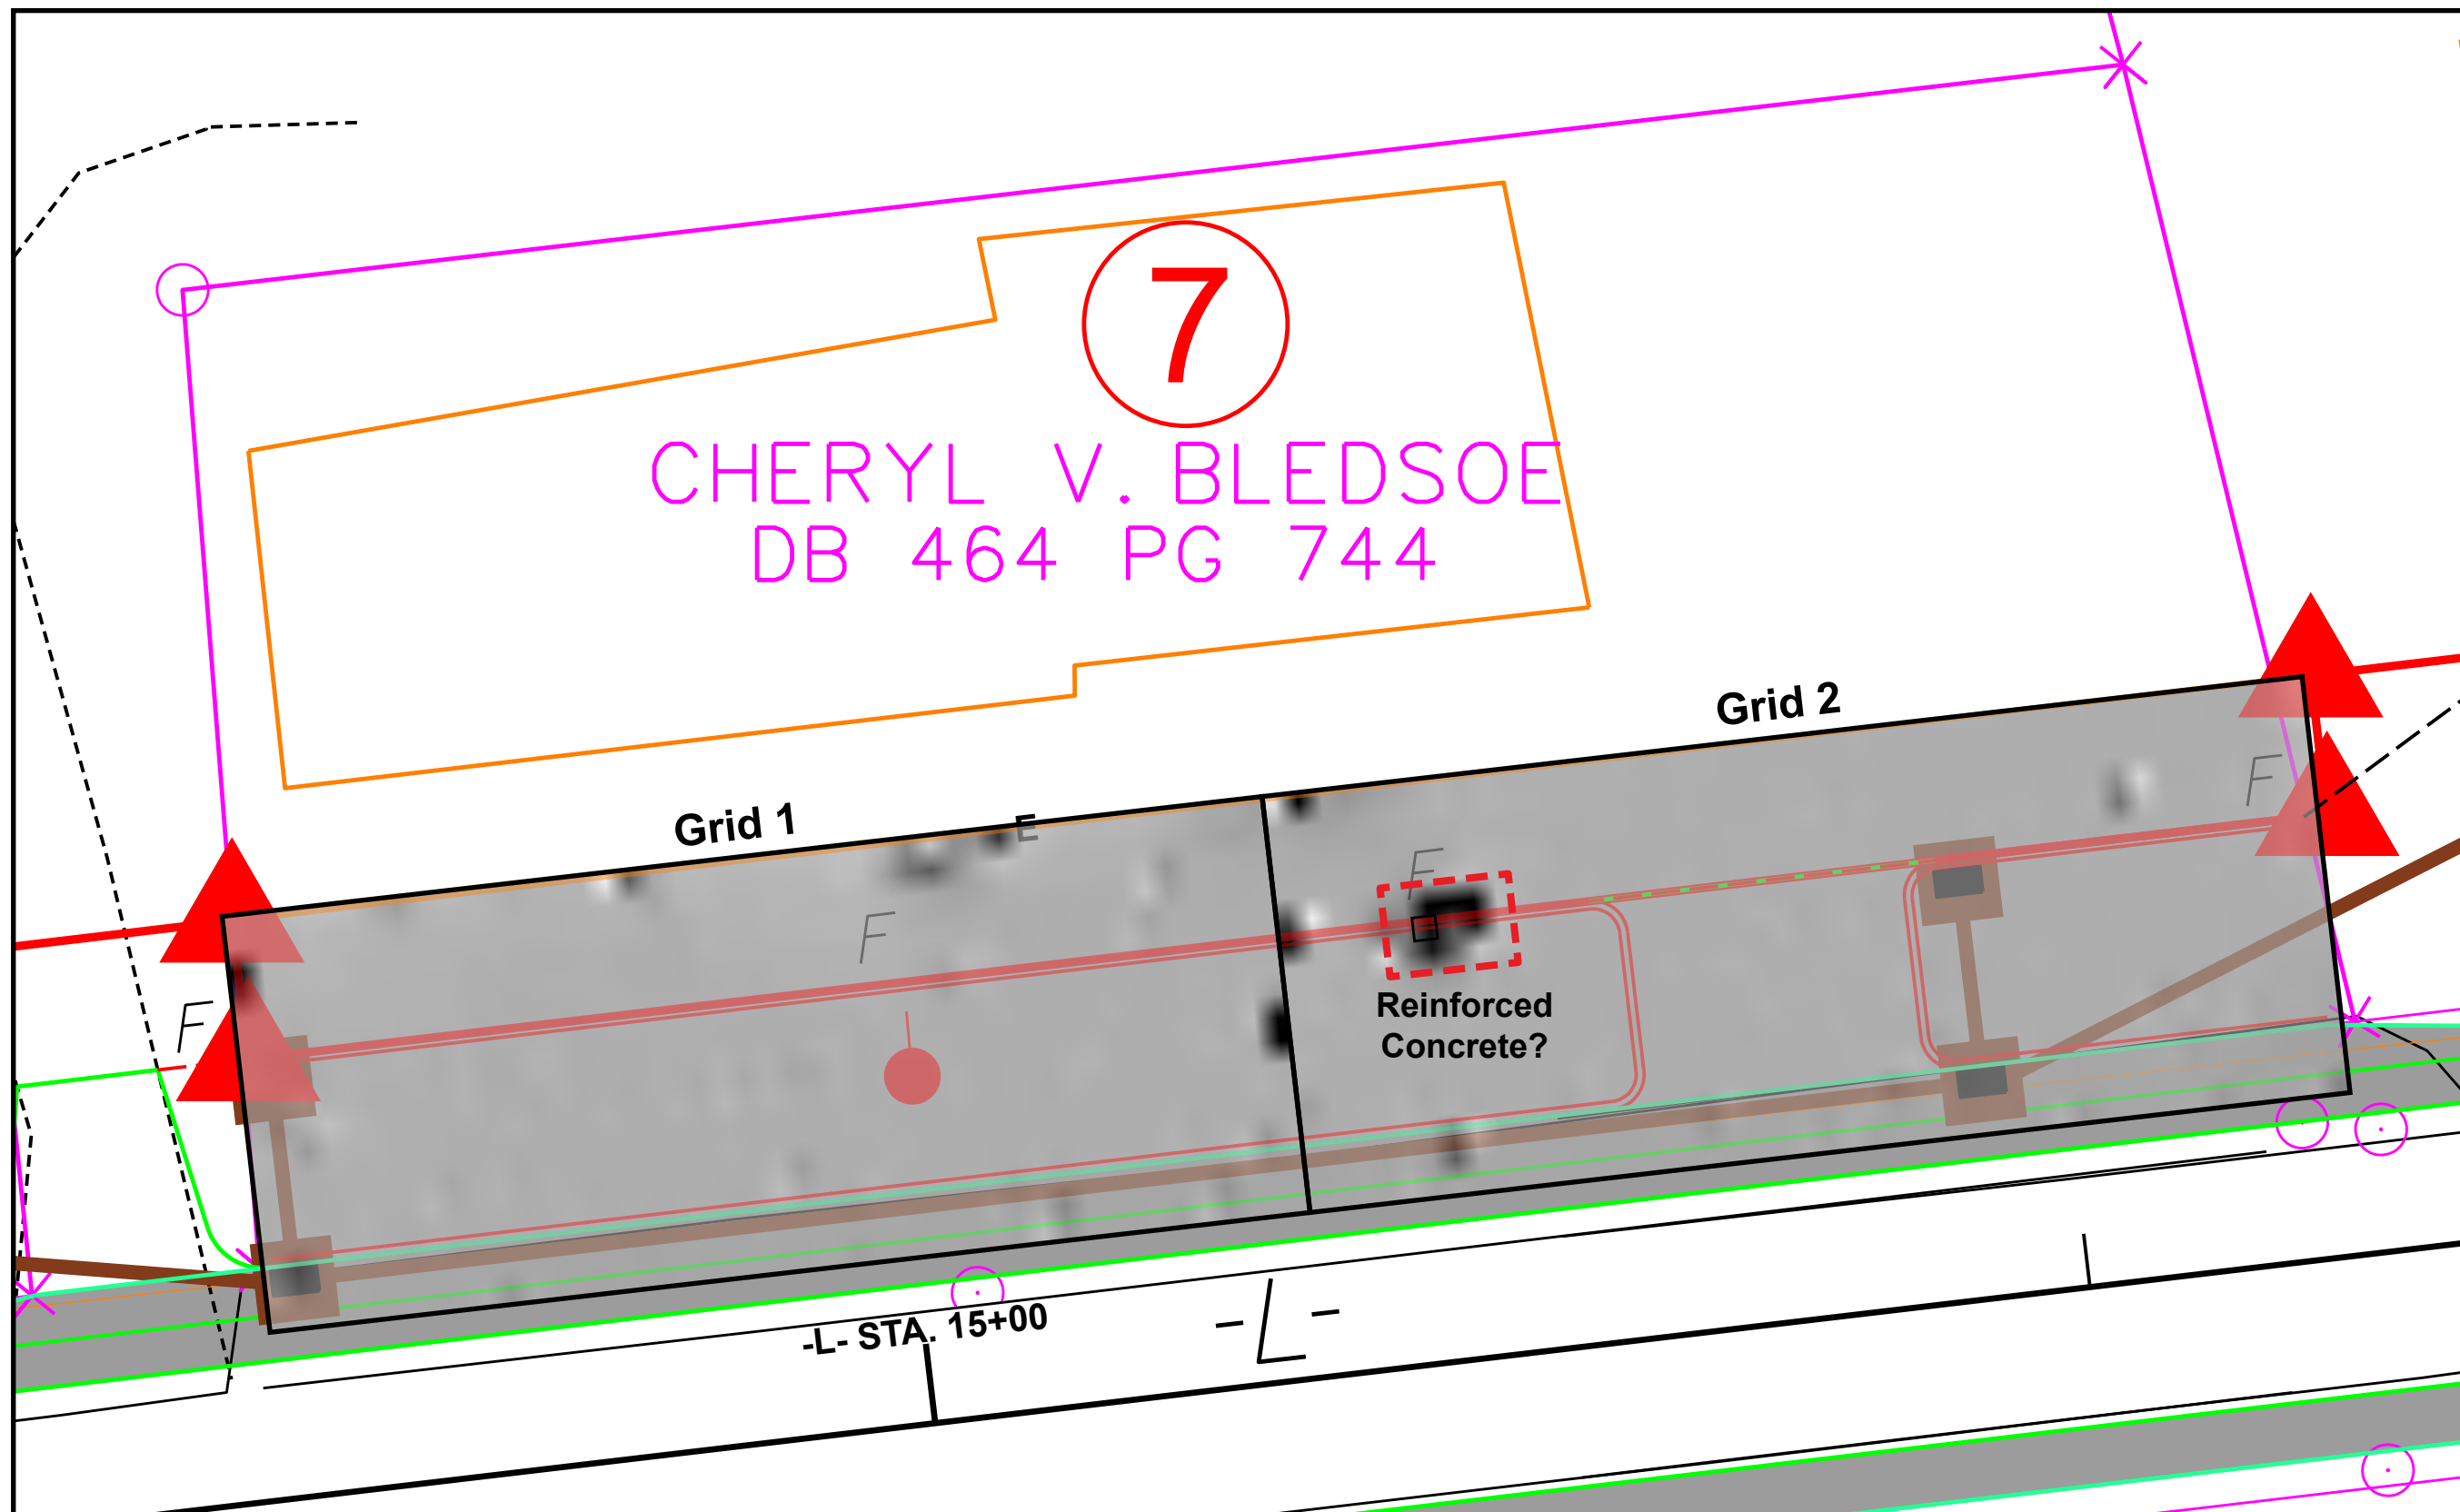 7
CHERYL V. BLEDSOE
DB 464 PG 744
Grid 2
Grid 1
E
F
F
F
F
Reinforced
Concrete?
-L- STA. 15+00
-L-